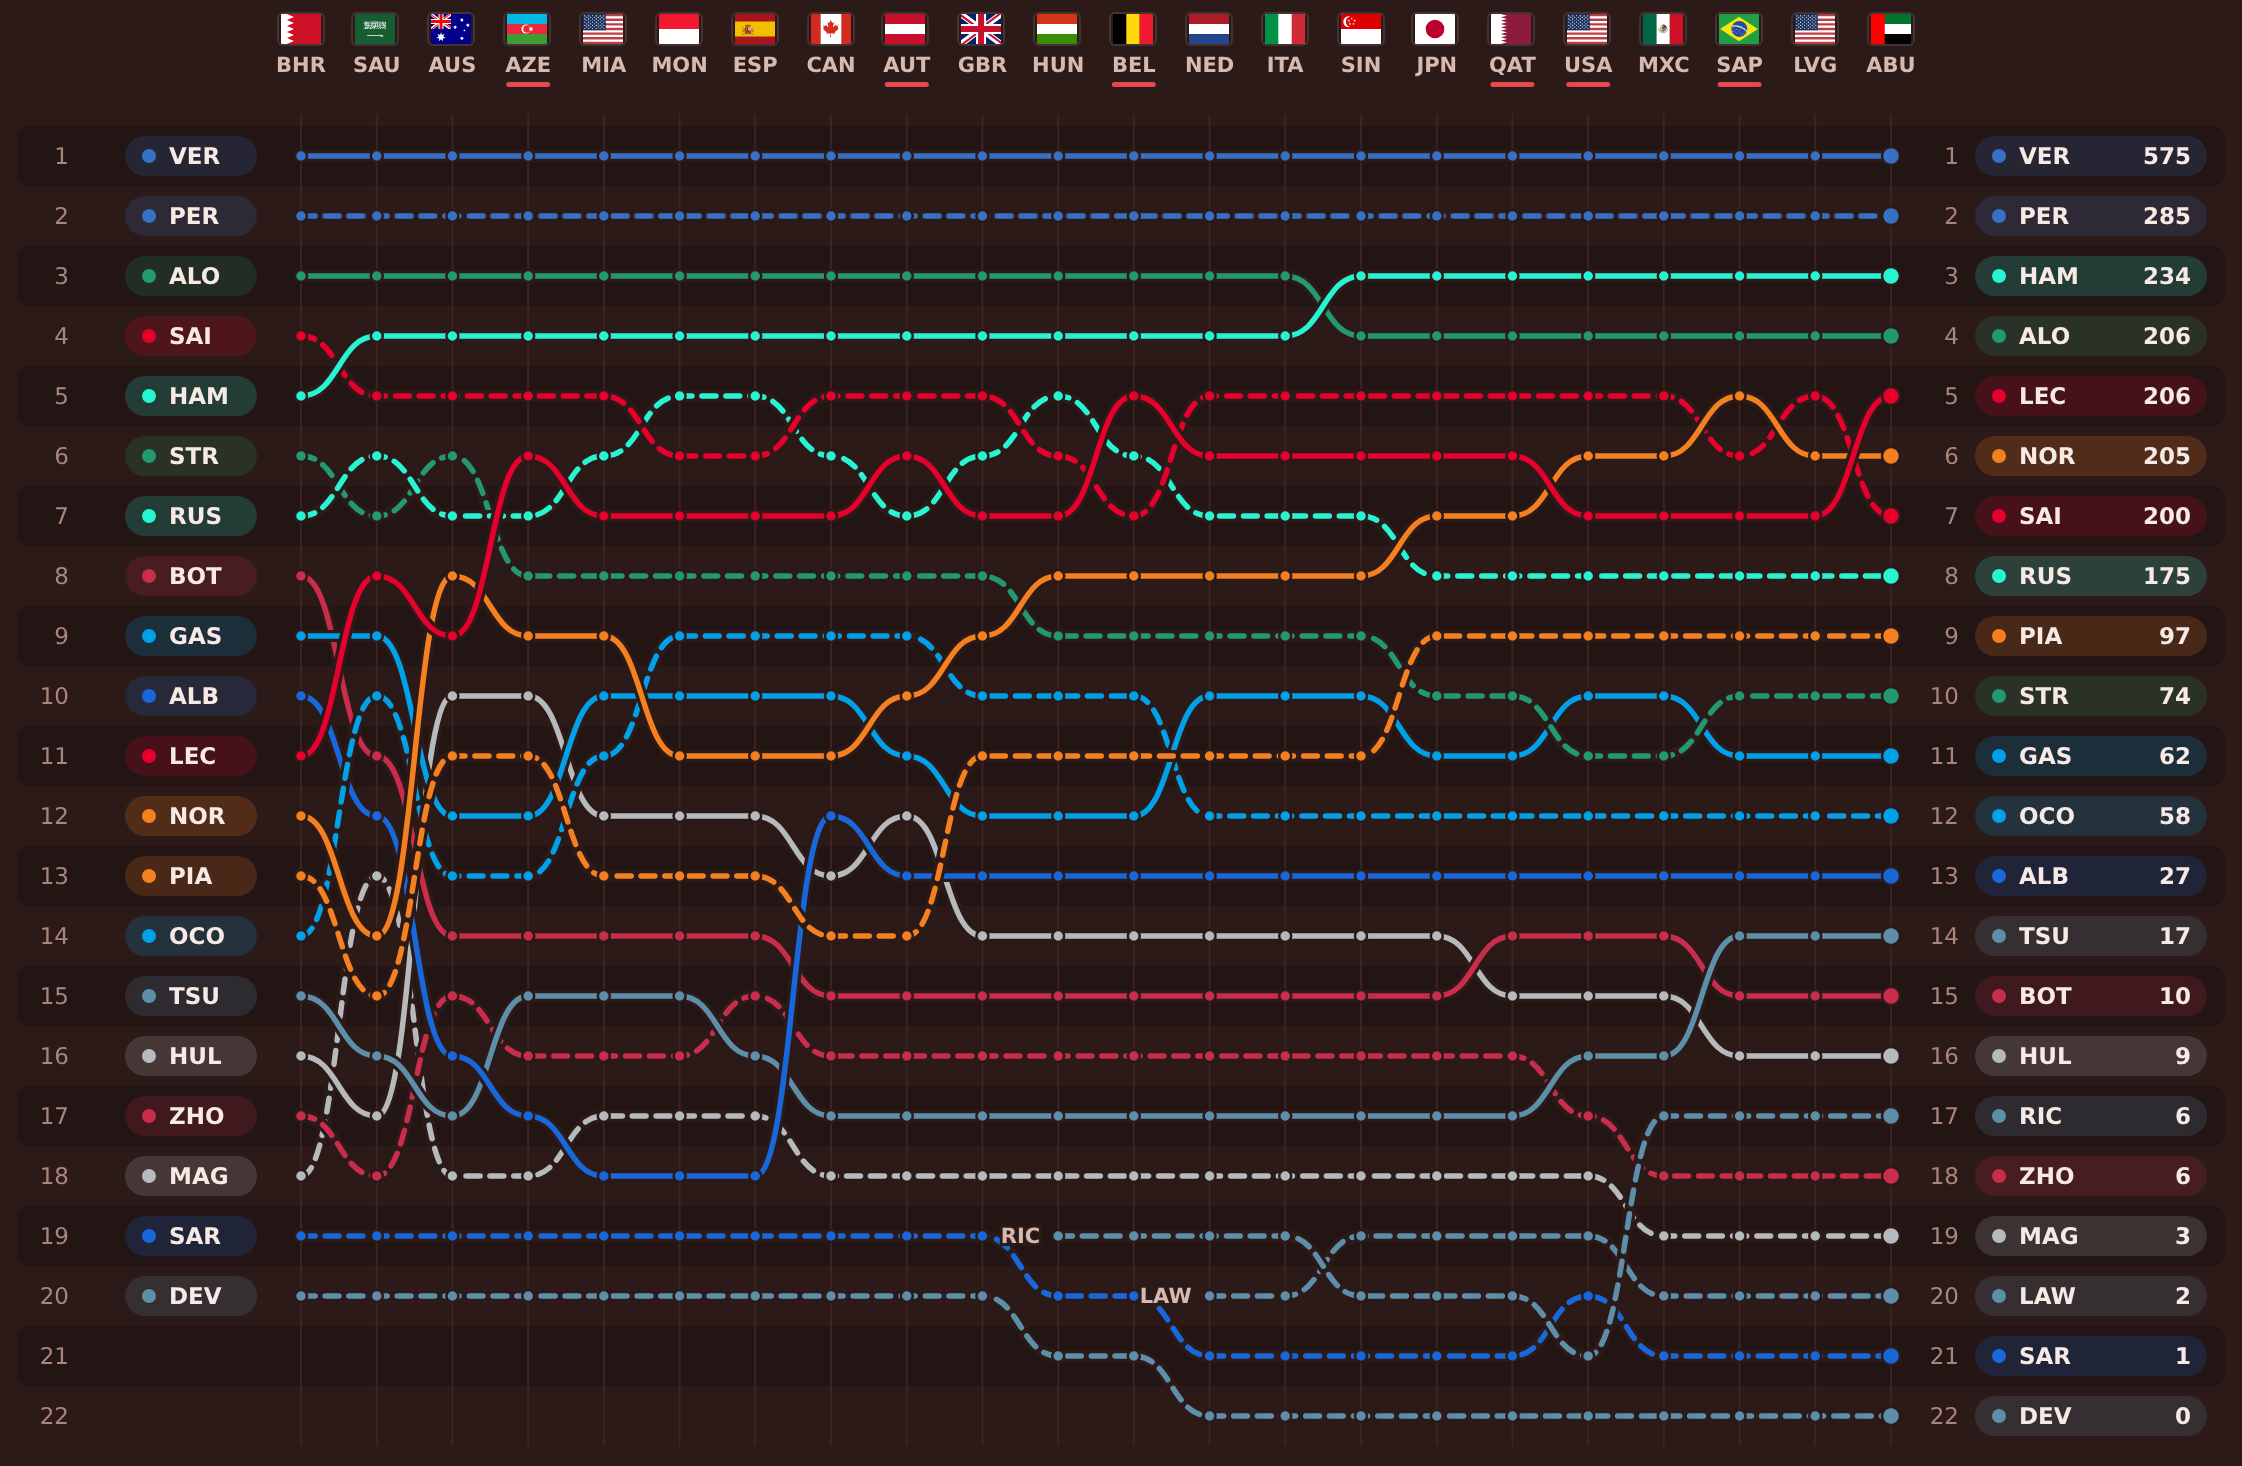 BHR SAU AUS AZE MIA MON ESP CAN AUT GBR HUN BEL NED ITA SIN JPN QAT USA MXC SAP LVG ABU
1 VER 1 VER 575
2 PER 2 PER 285
3 ALO 3 HAM 234
4 SAI 4 ALO 206
5 HAM 5 LEC 206
6 STR 6 NOR 205
7 RUS 7 SAI 200
8 BOT 8 RUS 175
9 GAS 9 PIA 97
10 ALB 10 STR 74
11 LEC 11 GAS 62
12 NOR 12 OCO 58
13 PIA 13 ALB 27
14 OCO 14 TSU 17
15 TSU 15 BOT 10
16 HUL 16 HUL 9
17 ZHO 17 RIC 6
18 MAG 18 ZHO 6
19 SAR RIC 19 MAG 3
20 DEV LAW 20 LAW 2
21 21 SAR 1
22 22 DEV 0